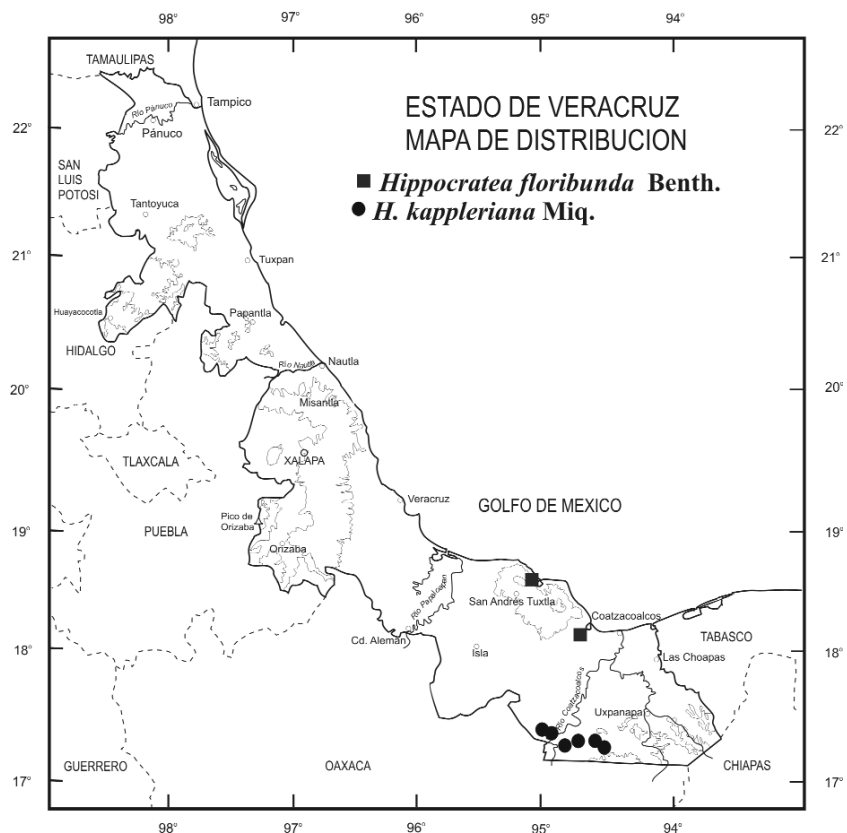 98° 97° 96° 95° 94° 93°
TAMAULIPAS
Tampico
Río Pánuco
Pánuco
22° 22°
ESTADO DE VERACRUZ
MAPA DE DISTRIBUCION
Hippocratea floribunda Benth.
H. kappleriana Miq.
SAN
LUIS
POTOSI
Tantoyuca
21° 21°
Tuxpan
Huayacocotla
Papantla
HIDALGO
Río Nautla
Nautla
20° 20°
Misantla
XALAPA
TLAXCALA
Veracruz
GOLFO DE MEXICO
Pico de
Orizaba
PUEBLA
19° 19°
Orizaba
Río Papaloapan
San Andrés Tuxtla
Coatzacoalcos
Cd. Alemán
TABASCO
18° 18°
Isla
Las Choapas
Río Coatzacoalcos
Uxpanapa
GUERRERO
OAXACA
CHIAPAS
17° 17°
98° 97° 96° 95° 94°